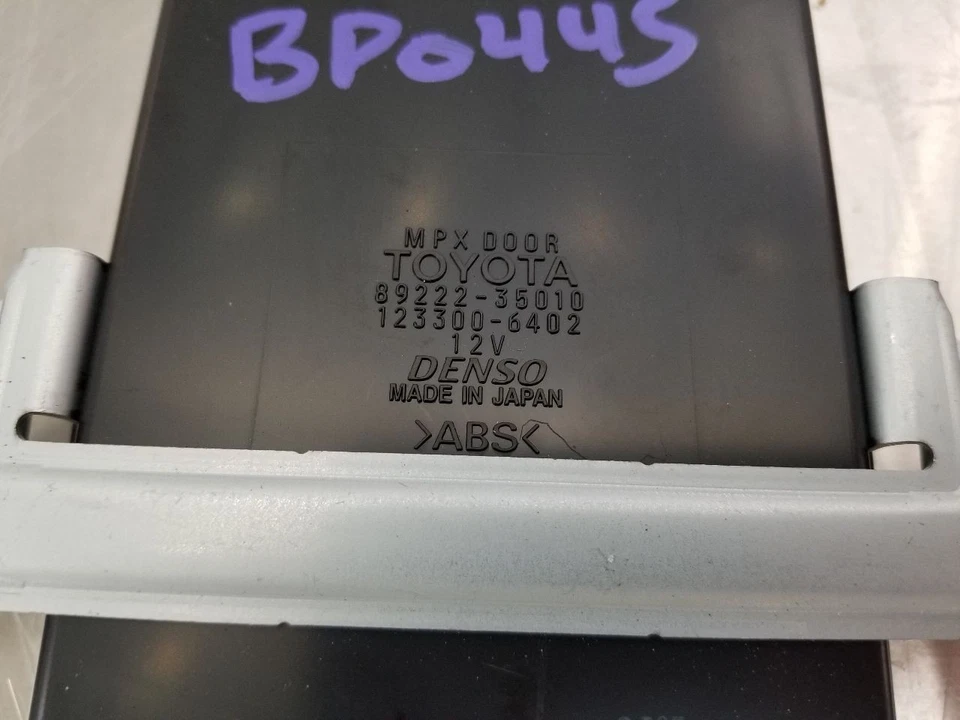 BP0445
MPX DOOR
TOYOTA
89222-35010
123300-6402
12V
DENSO
MADE IN JAPAN
>ABS<